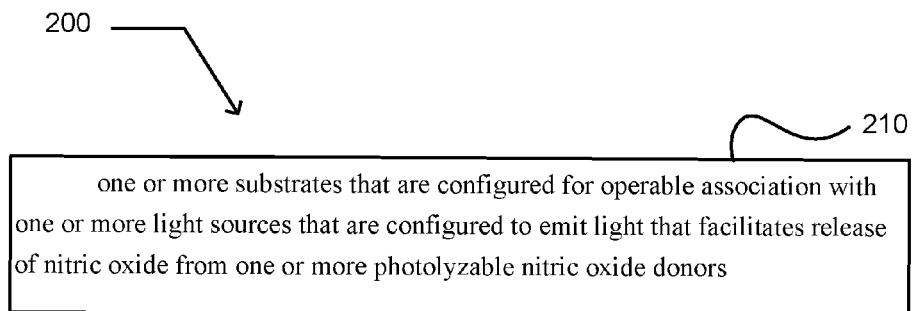 200
210
one or more substrates that are configured for operable association with
one or more light sources that are configured to emit light that facilitates release
of nitric oxide from one or more photolyzable nitric oxide donors